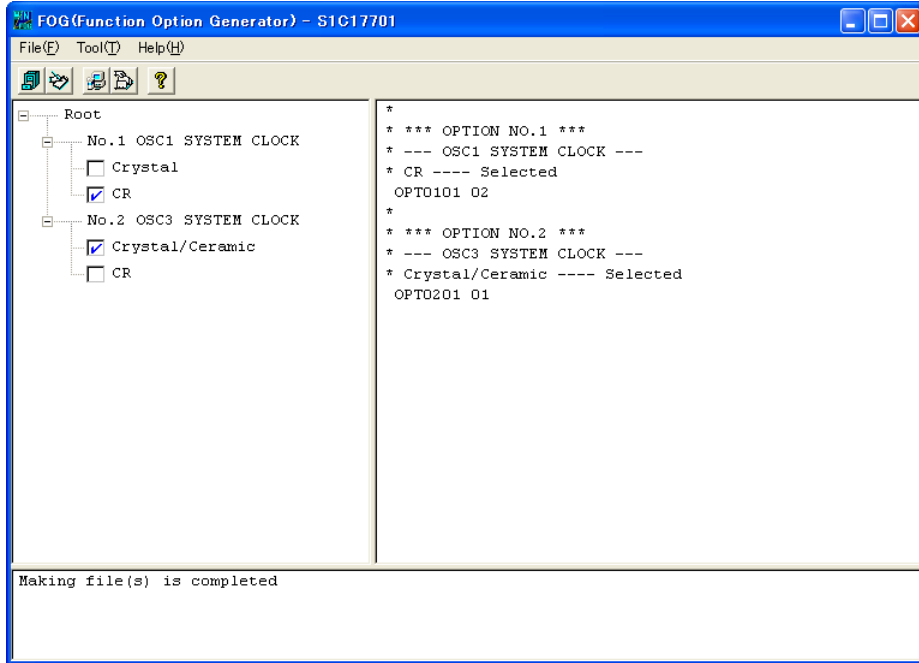 FOG(Function Option Generator) - S1C17701
File(F) Tool(T) Help(H)
Root
No.1 OSC1 SYSTEM CLOCK
Crystal
CR
No.2 OSC3 SYSTEM CLOCK
Crystal/Ceramic
CR
*
* *** OPTION NO.1 ***
* --- OSC1 SYSTEM CLOCK ---
* CR ---- Selected
OPT0101 02
*
* *** OPTION NO.2 ***
* --- OSC3 SYSTEM CLOCK ---
* Crystal/Ceramic ---- Selected
OPT0201 01
Making file(s) is completed